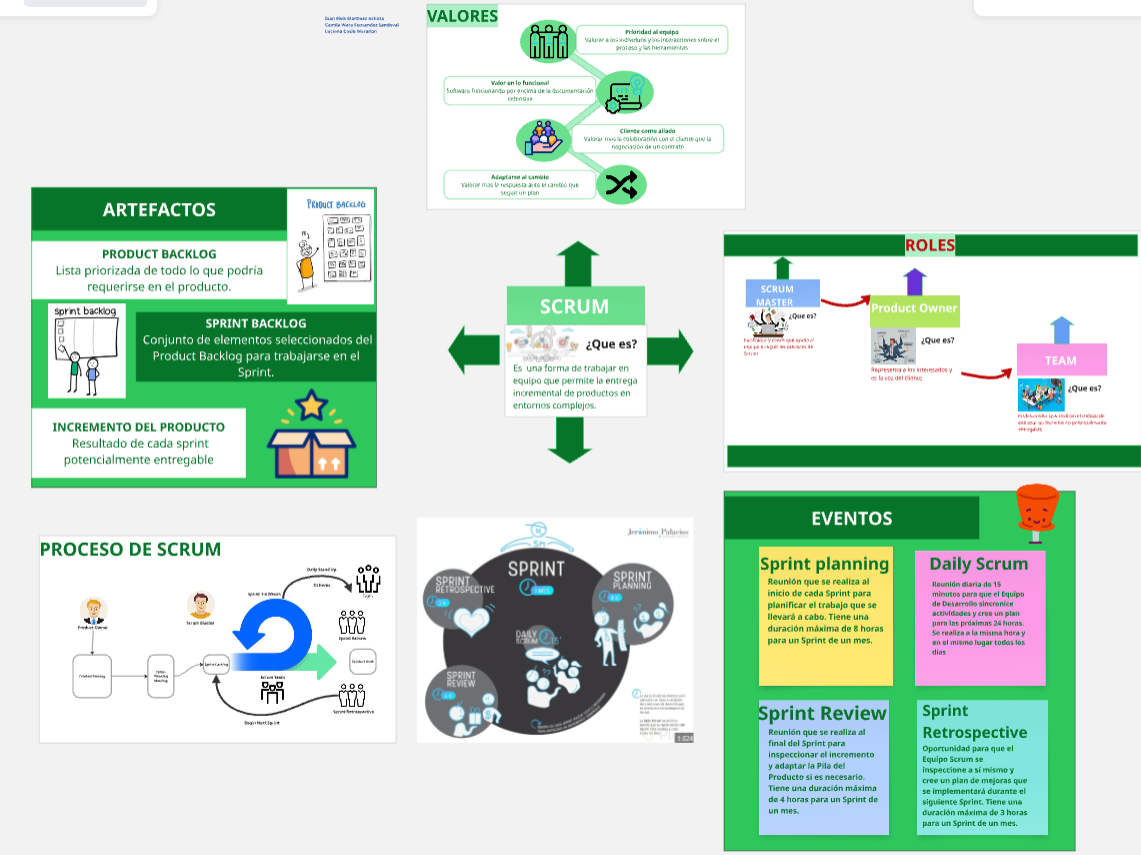 Camila Wara Fernandez Sandoval
VALORES
Prioridad al equipo
Valorar a los individuos y las interacciones sobre el
proceso y las herramientas
Valor en lo funcional
Software funcionando por encima de la documentación
extensiva
Cliente como aliado
Valorar mas la colaboración con el cliente que la
negociación de un contrato
Adaptarse al cambio
Valorar mas la respuesta ante el cambio que
seguir un plan
ARTEFACTOS
PRODUCT BACKLOG
PRODUCT BACKLOG
Lista priorizada de todo lo que podría
requerirse en el producto.
sprint backlog
SPRINT BACKLOG
Conjunto de elementos seleccionados del
Product Backlog para trabajarse en el
Sprint.
INCREMENTO DEL PRODUCTO
Resultado de cada sprint
potencialmente entregable
SCRUM
¿Que es?
Es una forma de trabajar en
equipo que permite la entrega
incremental de productos en
entornos complejos.
ROLES
SCRUM
MASTER
¿Que es?
Product Owner
¿Que es?
Representa a los interesados y
es la voz del cliente
TEAM
¿Que es?
PROCESO DE SCRUM
Daily Stand Up
Team
Product Owner
Scrum Master
Sprint Review
Sprint Backlog
Scrum Team
Sprint Retrospective
Begin Next Sprint
Jerónimo Palacios
SPRINT
SPRINT
RETROSPECTIVE
SPRINT
PLANNING
DAILY
SCRUM
15'
SPRINT
REVIEW
1:024
EVENTOS
Sprint planning
Reunión que se realiza al
inicio de cada Sprint para
planificar el trabajo que se
llevará a cabo. Tiene una
duración máxima de 8 horas
para un Sprint de un mes.
Daily Scrum
Reunión diaria de 15
minutos para que el Equipo
de Desarrollo sincronice
actividades y cree un plan
para las próximas 24 horas.
Se realiza a la misma hora y
en el mismo lugar todos los
días
Sprint Review
Reunión que se realiza al
final del Sprint para
inspeccionar el incremento
y adaptar la Pila del
Producto si es necesario.
Tiene una duración máxima
de 4 horas para un Sprint de
un mes.
Sprint
Retrospective
Oportunidad para que el
Equipo Scrum se
inspeccione a sí mismo y
cree un plan de mejoras que
se implementará durante el
siguiente Sprint. Tiene una
duración máxima de 3 horas
para un Sprint de un mes.